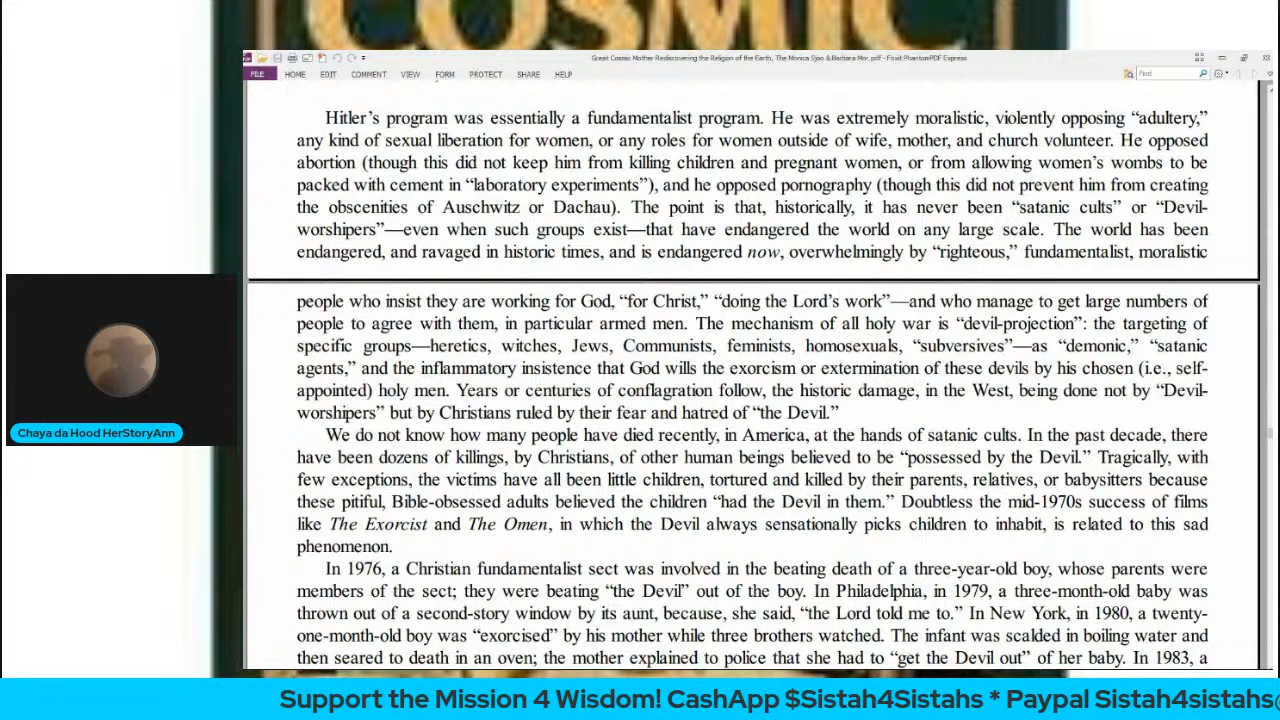 COSMIC
Great Cosmic Mother Rediscovering the Religion of the Earth, The Monica Sjoo & Barbara Mor.pdf - Foxit PhantomPDF Express
FILE HOME EDIT COMMENT VIEW FORM PROTECT SHARE HELP Find
Hitler’s program was essentially a fundamentalist program. He was extremely moralistic, violently opposing “adultery,”
any kind of sexual liberation for women, or any roles for women outside of wife, mother, and church volunteer. He opposed
abortion (though this did not keep him from killing children and pregnant women, or from allowing women’s wombs to be
packed with cement in “laboratory experiments”), and he opposed pornography (though this did not prevent him from creating
the obscenities of Auschwitz or Dachau). The point is that, historically, it has never been “satanic cults” or “Devil-
worshipers”—even when such groups exist—that have endangered the world on any large scale. The world has been
endangered, and ravaged in historic times, and is endangered now, overwhelmingly by “righteous,” fundamentalist, moralistic
people who insist they are working for God, “for Christ,” “doing the Lord’s work”—and who manage to get large numbers of
people to agree with them, in particular armed men. The mechanism of all holy war is “devil-projection”: the targeting of
specific groups—heretics, witches, Jews, Communists, feminists, homosexuals, “subversives”—as “demonic,” “satanic
agents,” and the inflammatory insistence that God wills the exorcism or extermination of these devils by his chosen (i.e., self-
appointed) holy men. Years or centuries of conflagration follow, the historic damage, in the West, being done not by “Devil-
worshipers” but by Christians ruled by their fear and hatred of “the Devil.”
We do not know how many people have died recently, in America, at the hands of satanic cults. In the past decade, there
have been dozens of killings, by Christians, of other human beings believed to be “possessed by the Devil.” Tragically, with
few exceptions, the victims have all been little children, tortured and killed by their parents, relatives, or babysitters because
these pitiful, Bible-obsessed adults believed the children “had the Devil in them.” Doubtless the mid-1970s success of films
like The Exorcist and The Omen, in which the Devil always sensationally picks children to inhabit, is related to this sad
phenomenon.
In 1976, a Christian fundamentalist sect was involved in the beating death of a three-year-old boy, whose parents were
members of the sect; they were beating “the Devil” out of the boy. In Philadelphia, in 1979, a three-month-old baby was
thrown out of a second-story window by its aunt, because, she said, “the Lord told me to.” In New York, in 1980, a twenty-
one-month-old boy was “exorcised” by his mother while three brothers watched. The infant was scalded in boiling water and
then seared to death in an oven; the mother explained to police that she had to “get the Devil out” of her baby. In 1983, a
Chaya da Hood HerStoryAnn
Support the Mission 4 Wisdom! CashApp $Sistah4Sistahs * Paypal Sistah4sistahs@